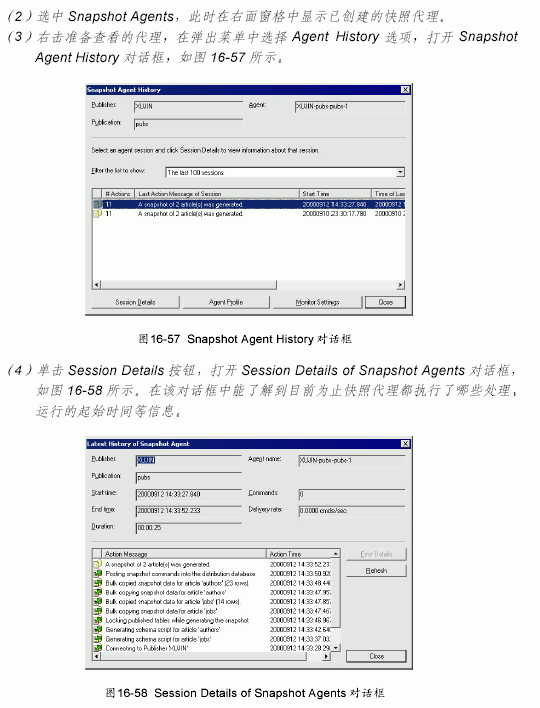 （2）选中 Snapshot Agents，此时在右面窗格中显示已创建的快照代理。
（3）右击准备查看的代理，在弹出菜单中选择 Agent History 选项，打开 Snapshot
Agent History 对话框，如图 16-57 所示。
Snapshot Agent History
Publisher: XLIJIN Agent: XLIJIN-pubs-pubs-1
Publication: pubs
Select an agent session and click Session Details to view information about that session.
Filter the list to show: The last 100 sessions
# Actions Last Action Message of Session Start Time Time of Las
11 A snapshot of 2 article(s) was generated. 20000912 14:33:27.840 20000912 1
11 A snapshot of 2 article(s) was generated. 20000910 23:30:17.780 20000910 2
Session Details Agent Profile Monitor Settings Close
图16-57 Snapshot Agent History 对话框
（4）单击 Session Details 按钮，打开 Session Details of Snapshot Agents 对话框，
如图 16-58 所示。在该对话框中能了解到目前为止快照代理都执行了哪些处理、
运行的起始时间等信息。
Latest History of Snapshot Agent
Publisher: XLIJIN Agent name: XLIJIN-pubs-pubs-1
Publication: pubs
Start time: 20000912 14:33:27.840 Commands: 0
End time: 20000912 14:33:52.233 Delivery rate: 0.0000 cmds/sec
Duration: 00:00:25
Action Message Action Time Error Details
A snapshot of 2 article(s) was generated. 20000912 14:33:52.23
Posting snapshot commands into the distribution database 20000912 14:33:50.92 Refresh
Bulk copied snapshot data for article 'authors' (23 rows). 20000912 14:33:48.44
Bulk copying snapshot data for article 'authors' 20000912 14:33:47.95
Bulk copied snapshot data for article 'jobs' (14 rows). 20000912 14:33:47.85
Bulk copying snapshot data for article 'jobs' 20000912 14:33:47.46
Locking published tables while generating the snapshot 20000912 14:33:46.96
Generating schema script for article 'authors' 20000912 14:33:42.64
Generating schema script for article 'jobs' 20000912 14:33:37.03
Connecting to Publisher 'XLIJIN' 20000912 14:33:28.29 Close
图16-58 Session Details of Snapshot Agents 对话框